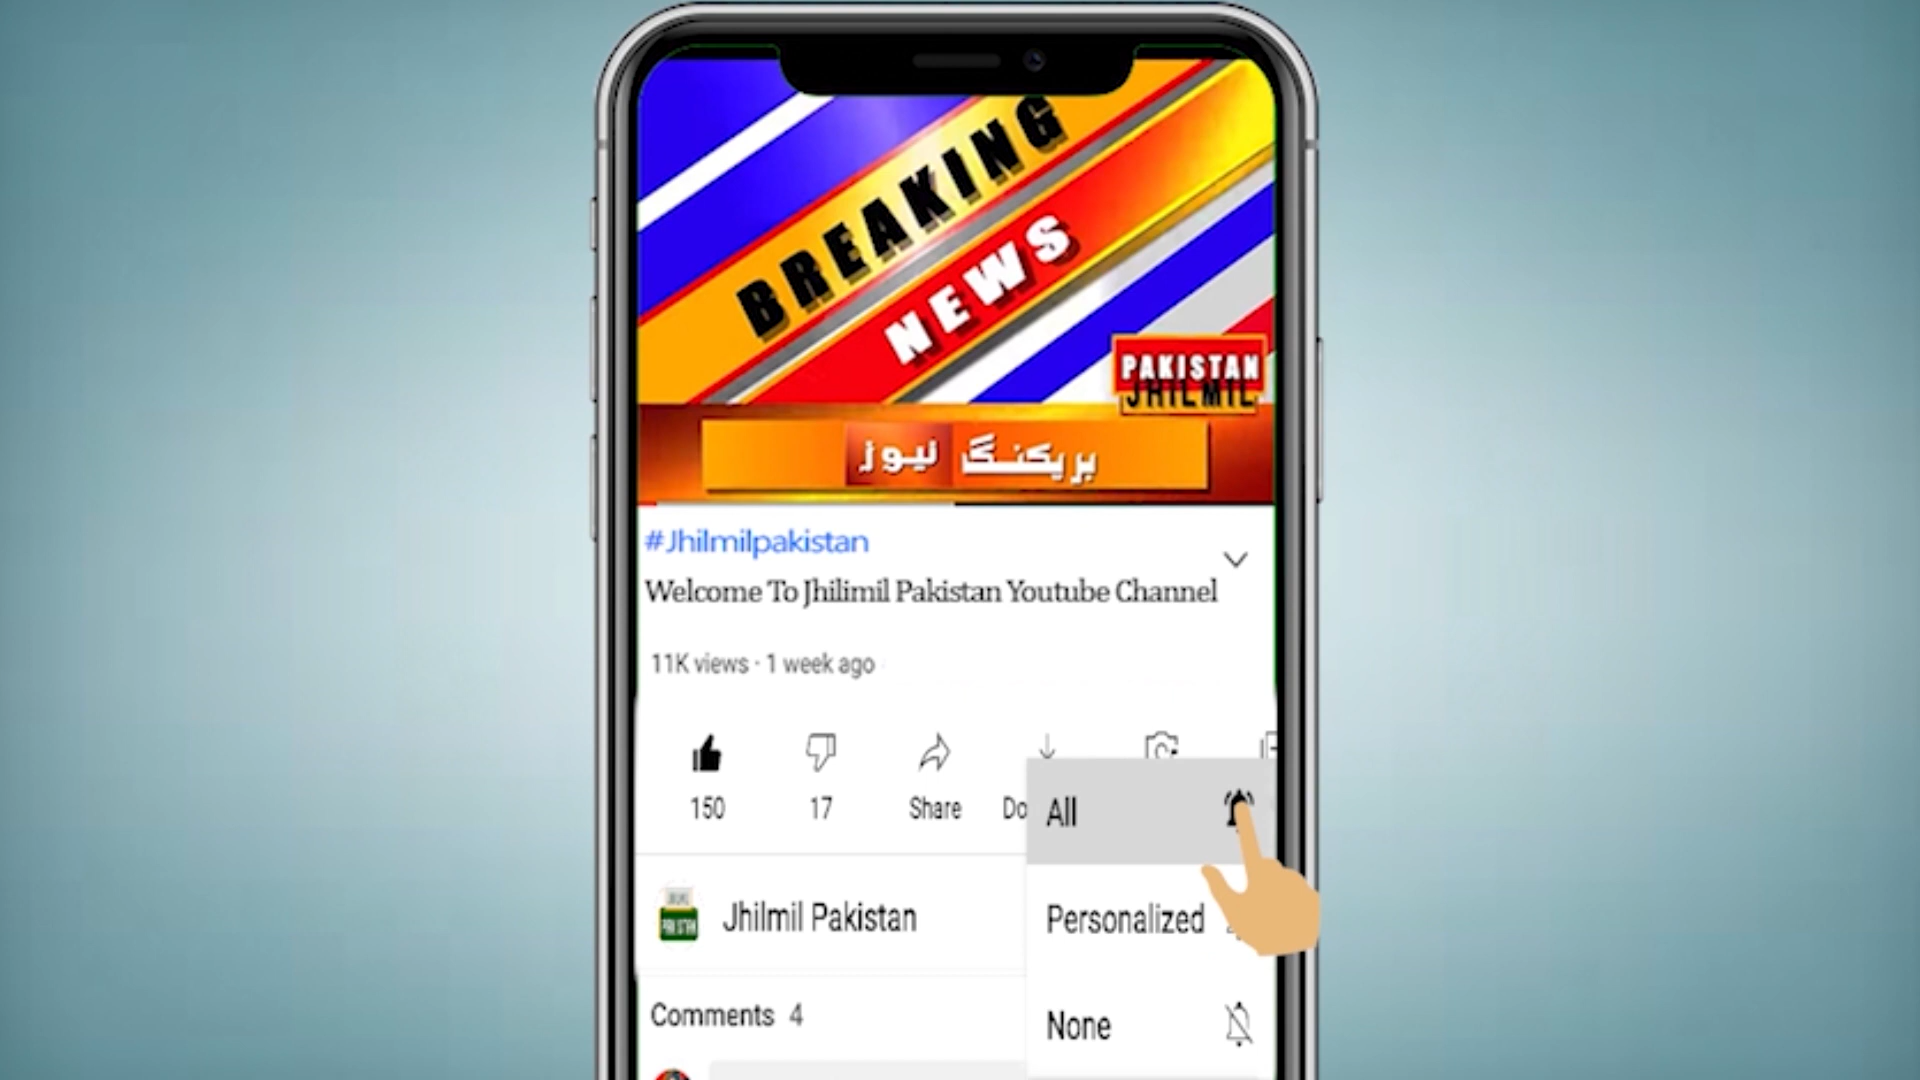 BREAKING
NEWS
PAKISTAN
JHILMIL
بریکنگ نیوز
#Jhilmilpakistan
Welcome To Jhilimil Pakistan Youtube Channel
11K views · 1 week ago
150 17 Share Do
All
Jhilmil Pakistan
Personalized
Comments 4
None